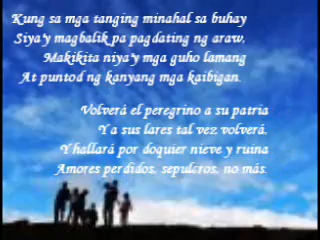 Kung sa mga tanging minahal sa buhay
Siya'y magbalik pa pagdating ng araw,
Makikita niya'y mga guho lamang
At puntod ng kanyang mga kaibigan.
Volverá el peregrino a su patria
Y a sus lares tal vez volverá,
Y hallará por doquier nieve y ruina
Amores perdidos, sepulcros, no más.